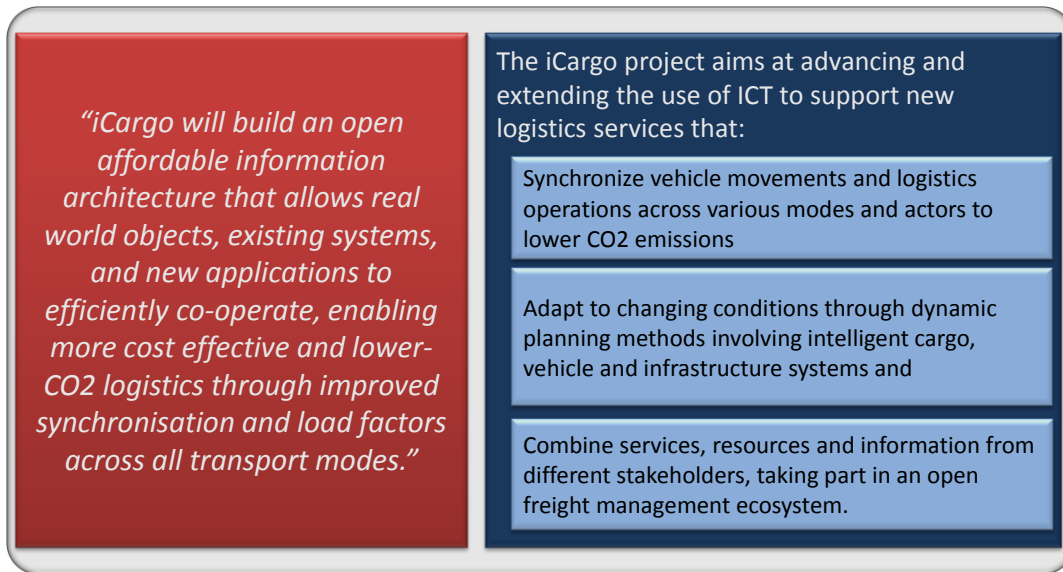 “iCargo will build an open
affordable information
architecture that allows real
world objects, existing systems,
and new applications to
efficiently co-operate, enabling
more cost effective and lower-
CO2 logistics through improved
synchronisation and load factors
across all transport modes.”
The iCargo project aims at advancing and
extending the use of ICT to support new
logistics services that:
Synchronize vehicle movements and logistics
operations across various modes and actors to
lower CO2 emissions
Adapt to changing conditions through dynamic
planning methods involving intelligent cargo,
vehicle and infrastructure systems and
Combine services, resources and information from
different stakeholders, taking part in an open
freight management ecosystem.